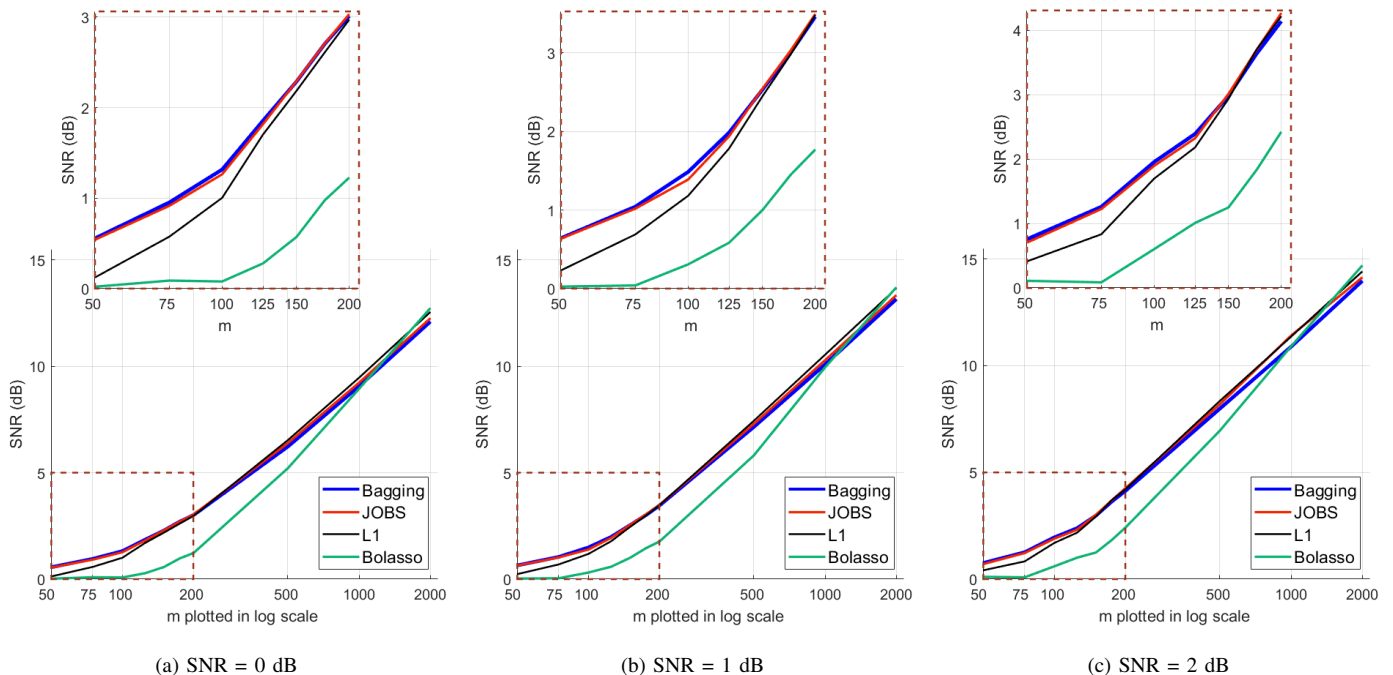 3
2
1
0
SNR (dB)
50 75 100 125 150 200
m
15
10
5
0
SNR (dB)
50 75 100 200 500 1000 2000
m plotted in log scale
Bagging
JOBS
L1
Bolasso
(a) SNR = 0 dB
3
2
1
0
SNR (dB)
50 75 100 125 150 200
m
15
10
5
0
SNR (dB)
50 75 100 200 500 1000 2000
m plotted in log scale
Bagging
JOBS
L1
Bolasso
(b) SNR = 1 dB
4
3
2
1
0
SNR (dB)
50 75 100 125 150 200
m
15
10
5
0
SNR (dB)
50 75 100 200 500 1000 2000
m plotted in log scale
Bagging
JOBS
L1
Bolasso
(c) SNR = 2 dB